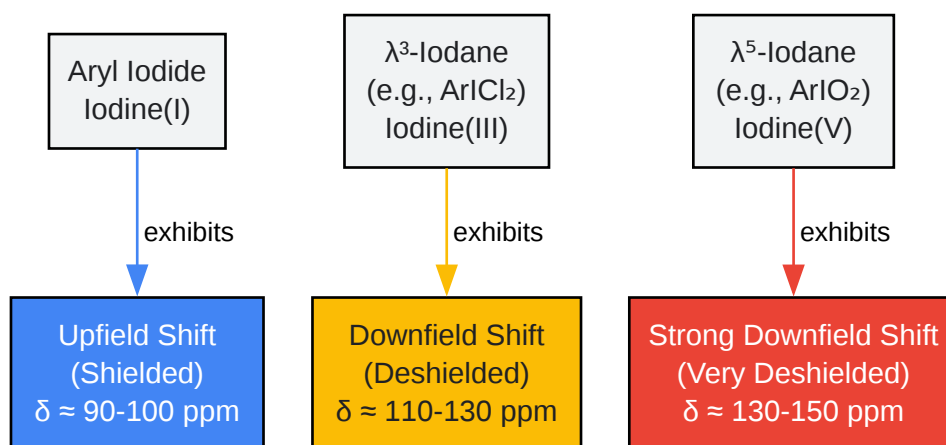 Aryl Iodide
Iodine(I)
λ³-Iodane
(e.g., ArICl₂)
Iodine(III)
λ⁵-Iodane
(e.g., ArIO₂)
Iodine(V)
exhibits
exhibits
exhibits
Upfield Shift
(Shielded)
δ ≈ 90-100 ppm
Downfield Shift
(Deshielded)
δ ≈ 110-130 ppm
Strong Downfield Shift
(Very Deshielded)
δ ≈ 130-150 ppm